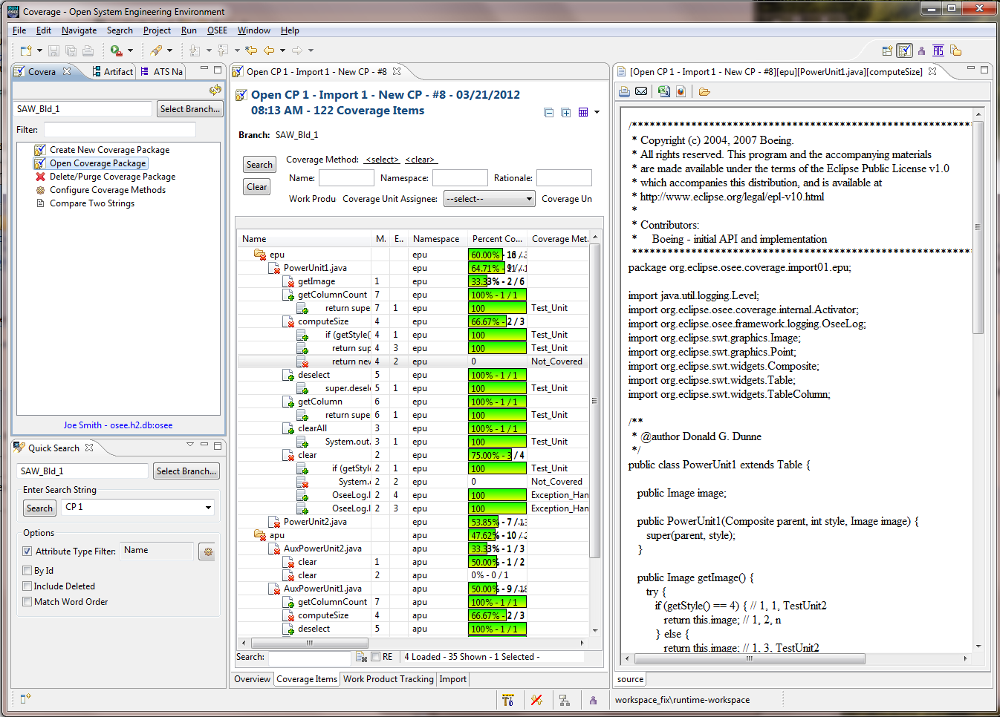 Coverage - Open System Engineering Environment
File Edit Navigate Search Project Run OSEE Window Help
Covera
Artifact
ATS Na
SAW_Bld_1
Select Branch...
Filter:
Create New Coverage Package
Open Coverage Package
Delete/Purge Coverage Package
Configure Coverage Methods
Compare Two Strings
Joe Smith - osee.h2.db:osee
Quick Search
SAW_Bld_1
Select Branch...
Enter Search String
Search
CP 1
Options
Attribute Type Filter:
Name
By Id
Include Deleted
Match Word Order
Open CP 1 - Import 1 - New CP - #8
Open CP 1 - Import 1 - New CP - #8 - 03/21/2012
08:13 AM - 122 Coverage Items
Branch: SAW_Bld_1
Search
Coverage Method: <select> <clear>
Clear
Name:
Namespace:
Rationale:
Work Produ
Coverage Unit Assignee:
--select--
Coverage Un
Name M. E.. Namespace Percent Co... Coverage Met.
epu epu 60.00%
PowerUnit1.java epu 64.71%
getImage 1 epu 33.33% - 2 / 6
getColumnCount 7 epu 100% - 1 / 1
return supe 7 1 epu 100 Test_Unit
computeSize 4 epu 66.67% - 2 / 3
if (getStyle( 4 1 epu 100 Test_Unit
return sup 4 3 epu 100 Test_Unit
return new 4 2 epu 0 Not_Covered
deselect 5 epu 100% - 1 / 1
super.desele 5 1 epu 100 Test_Unit
getColumn 6 epu 100% - 1 / 1
return supe 6 1 epu 100 Test_Unit
clearAll 3 epu 100% - 1 / 1
System.out. 3 1 epu 100 Test_Unit
clear 2 epu 75.00% - 3 / 4
if (getStyle 2 1 epu 100 Test_Unit
System.o 2 2 epu 0 Not_Covered
OseeLog.l 2 4 epu 100 Exception_Han
OseeLog.l 2 3 epu 100 Exception_Han
PowerUnit2.java epu 53.85% - 7 /
apu apu 47.62% - 10 /
AuxPowerUnit2.java apu 33.33% - 1 / 3
clear 1 apu 50.00% - 1 / 2
clear 2 apu 0% - 0 / 1
AuxPowerUnit1.java apu 50.00% - 9 /
getColumnCount 7 apu 100% - 1 / 1
computeSize 4 apu 66.67% - 2 / 3
deselect 5 apu 100% - 1 / 1
Search:
RE
4 Loaded - 35 Shown - 1 Selected -
Overview Coverage Items Work Product Tracking Import
[Open CP 1 - Import 1 - New CP - #8][epu][PowerUnit1.java][computeSize]
/*******************************************************
* Copyright (c) 2004, 2007 Boeing.
* All rights reserved. This program and the accompanying materials
* are made available under the terms of the Eclipse Public License v1.0
* which accompanies this distribution, and is available at
* http://www.eclipse.org/legal/epl-v10.html
*
* Contributors:
* Boeing - initial API and implementation
*******************************************************
package org.eclipse.osee.coverage.import01.epu;
import java.util.logging.Level;
import org.eclipse.osee.coverage.internal.Activator;
import org.eclipse.osee.framework.logging.OseeLog;
import org.eclipse.swt.graphics.Image;
import org.eclipse.swt.graphics.Point;
import org.eclipse.swt.widgets.Composite;
import org.eclipse.swt.widgets.Table;
import org.eclipse.swt.widgets.TableColumn;
/**
* @author Donald G. Dunne
*/
public class PowerUnit1 extends Table {
public Image image;
public PowerUnit1(Composite parent, int style, Image image) {
super(parent, style);
}
public Image getImage() {
try {
if (getStyle() == 4) { // 1, 1, TestUnit2
return this.image; // 1, 2, n
} else {
return this.image; // 1, 3, TestUnit2
source
workspace_fix\runtime-workspace